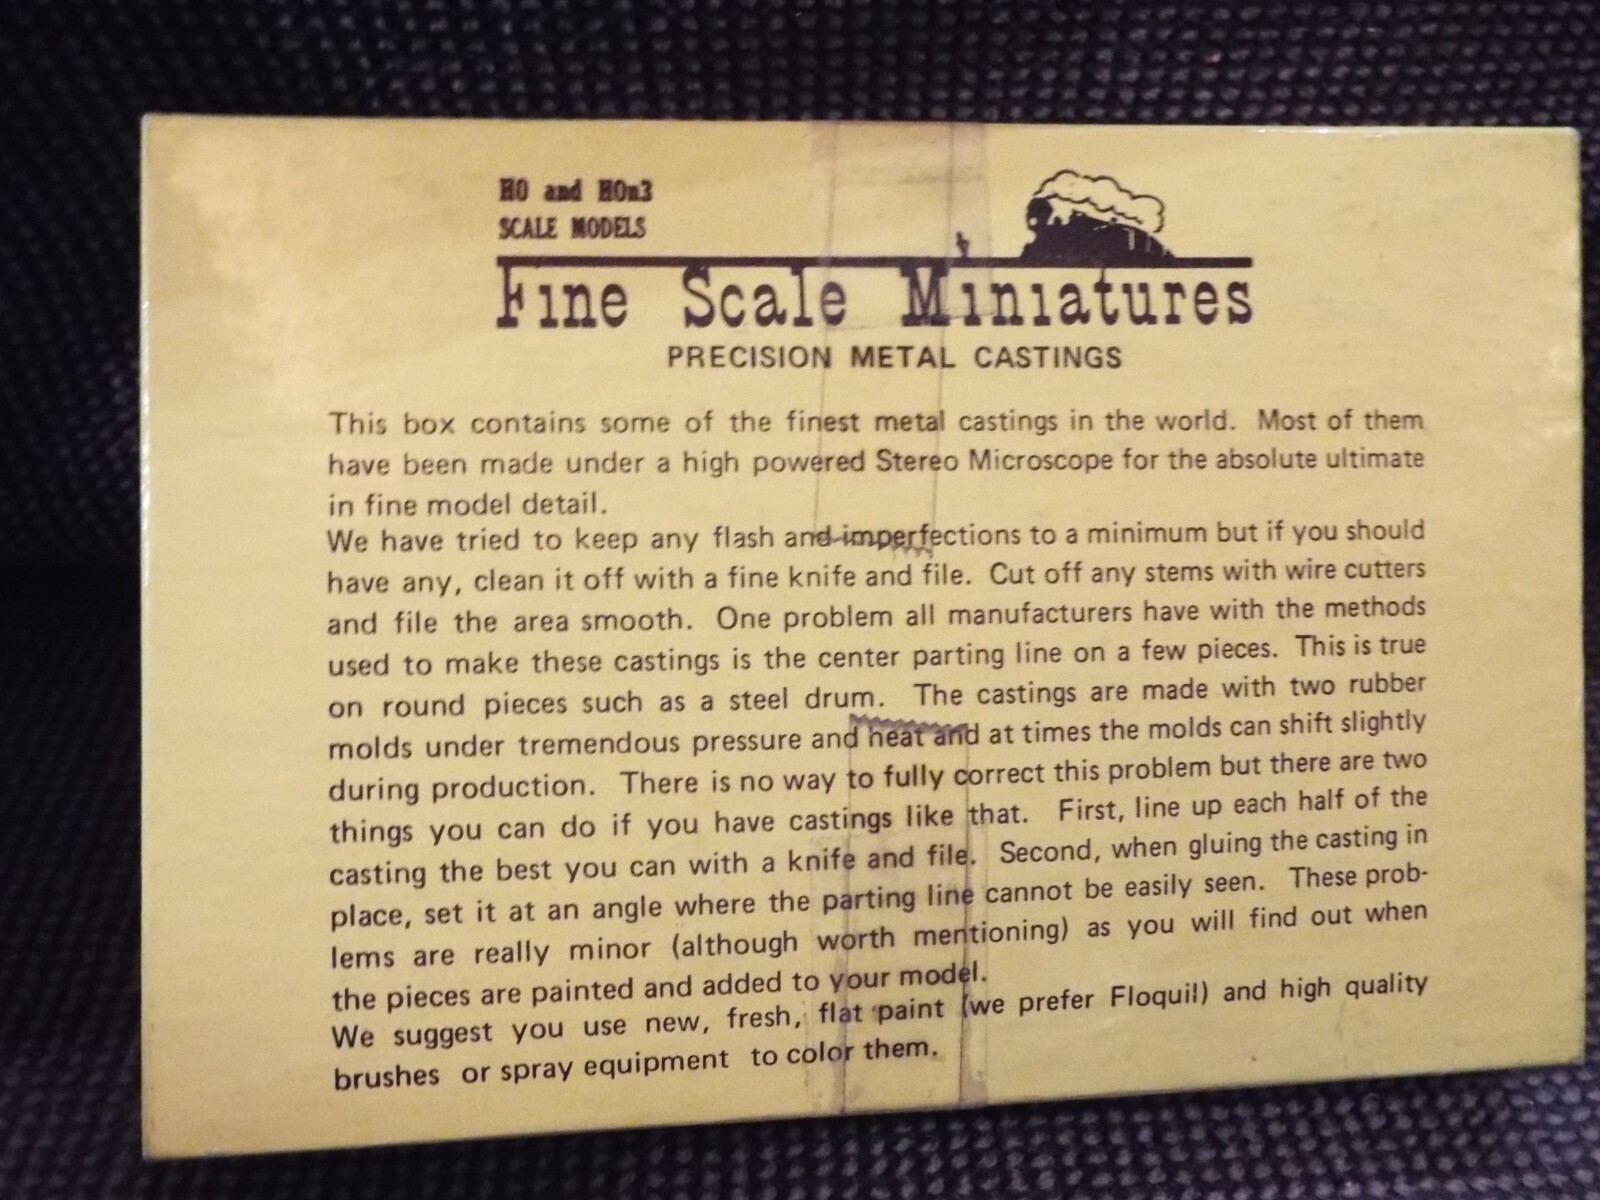 HO and HOn3
SCALE MODELS
Fine Scale Miniatures
PRECISION METAL CASTINGS
This box contains some of the finest metal castings in the world. Most of them
have been made under a high powered Stereo Microscope for the absolute ultimate
in fine model detail.
We have tried to keep any flash and imperfections to a minimum but if you should
have any, clean it off with a fine knife and file. Cut off any stems with wire cutters
and file the area smooth. One problem all manufacturers have with the methods
used to make these castings is the center parting line on a few pieces. This is true
on round pieces such as a steel drum. The castings are made with two rubber
molds under tremendous pressure and heat and at times the molds can shift slightly
during production. There is no way to fully correct this problem but there are two
things you can do if you have castings like that. First, line up each half of the
casting the best you can with a knife and file. Second, when gluing the casting in
place, set it at an angle where the parting line cannot be easily seen. These prob-
lems are really minor (although worth mentioning) as you will find out when
the pieces are painted and added to your model.
We suggest you use new, fresh, flat paint (we prefer Floquil) and high quality
brushes or spray equipment to color them.